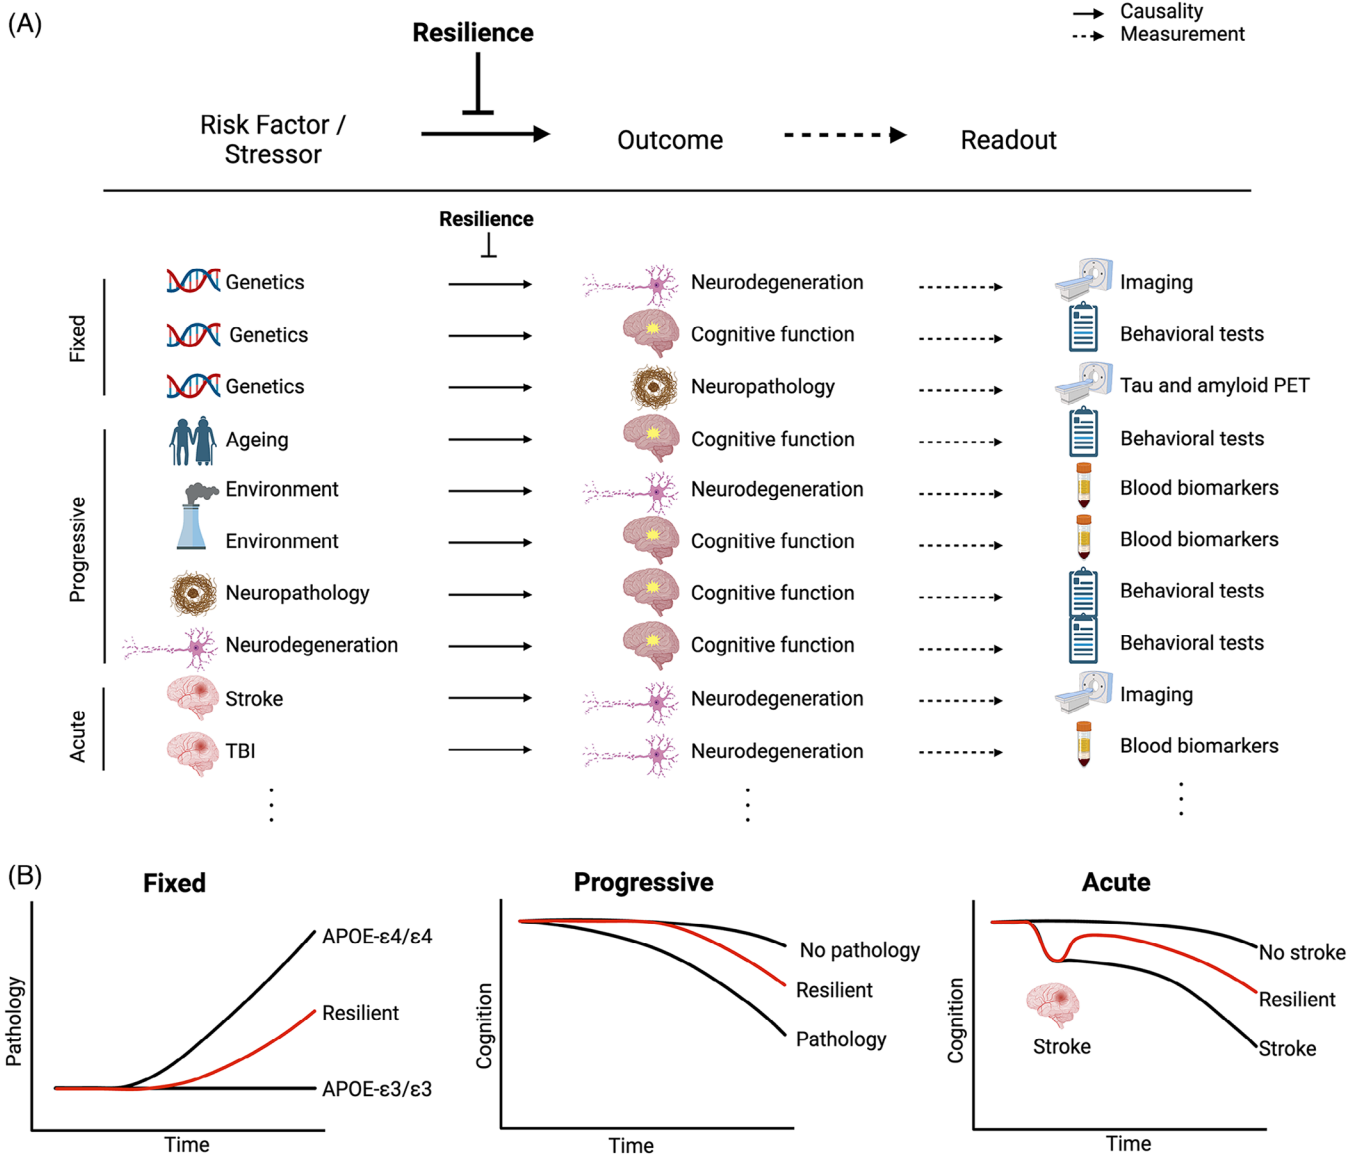 (A)
Resilience
Causality
Measurement
Risk Factor /
Stressor
Outcome
Readout
Resilience
Fixed
Genetics
Neurodegeneration
Imaging
Genetics
Cognitive function
Behavioral tests
Genetics
Neuropathology
Tau and amyloid PET
Progressive
Ageing
Cognitive function
Behavioral tests
Environment
Neurodegeneration
Blood biomarkers
Environment
Cognitive function
Blood biomarkers
Neuropathology
Cognitive function
Behavioral tests
Neurodegeneration
Cognitive function
Behavioral tests
Acute
Stroke
Neurodegeneration
Imaging
TBI
Neurodegeneration
Blood biomarkers
(B)
Fixed
Pathology
APOE-ε4/ε4
Resilient
APOE-ε3/ε3
Time
Progressive
Cognition
No pathology
Resilient
Pathology
Time
Acute
Cognition
No stroke
Resilient
Stroke
Stroke
Time